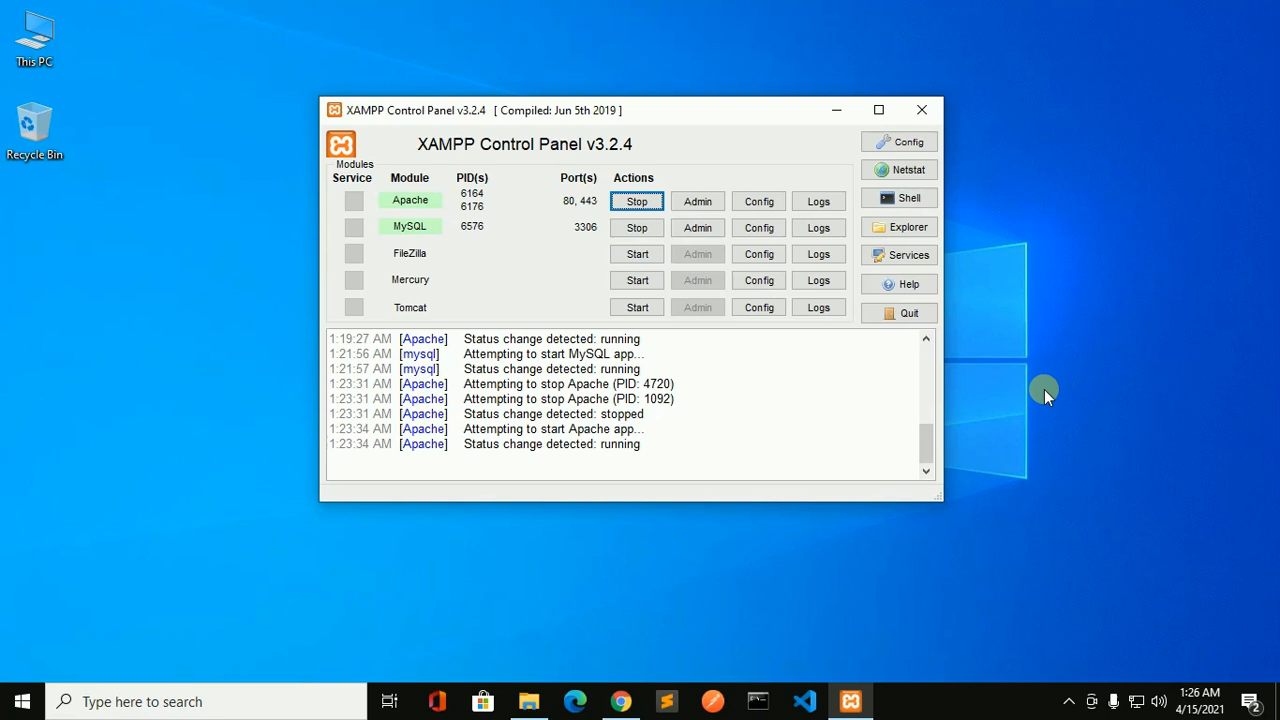 This PC
Recycle Bin
XAMPP Control Panel v3.2.4 [ Compiled: Jun 5th 2019 ]
XAMPP Control Panel v3.2.4
Config
Modules
Service Module PID(s) Port(s) Actions
Netstat
Apache 6164 6176 80, 443 Stop Admin Config Logs
Shell
MySQL 6576 3306 Stop Admin Config Logs
Explorer
FileZilla Start Admin Config Logs
Services
Mercury Start Admin Config Logs
Help
Tomcat Start Admin Config Logs
Quit
1:19:27 AM [Apache] Status change detected: running
1:21:56 AM [mysql] Attempting to start MySQL app...
1:21:57 AM [mysql] Status change detected: running
1:23:31 AM [Apache] Attempting to stop Apache (PID: 4720)
1:23:31 AM [Apache] Attempting to stop Apache (PID: 1092)
1:23:31 AM [Apache] Status change detected: stopped
1:23:34 AM [Apache] Attempting to start Apache app...
1:23:34 AM [Apache] Status change detected: running
Type here to search
1:26 AM
4/15/2021
2